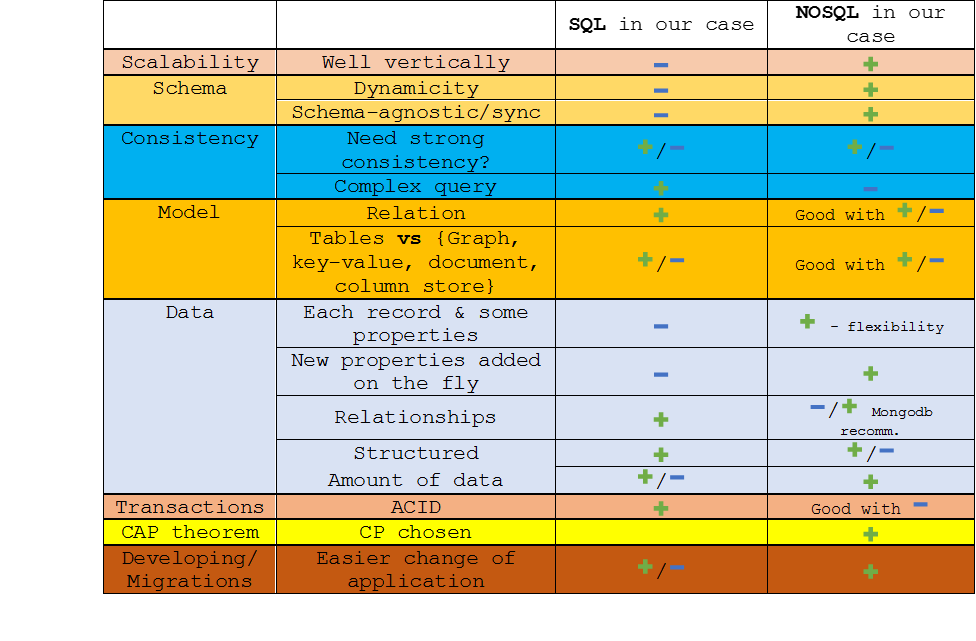 SQL in our case
NOSQL in our
case
Scalability Well vertically − +
Schema Dynamicity − +
Schema-agnostic/sync − +
Consistency Need strong
consistency? +/− +/−
Complex query + −
Model Relation + Good with +/−
Tables vs {Graph,
key-value, document, +/− Good with +/−
column store}
Data Each record & some
properties − + - flexibility
New properties added
on the fly − +
Relationships + −/+ Mongodb
recomm.
Structured + +/−
Amount of data +/− +
Transactions ACID + Good with −
CAP theorem CP chosen +
Developing/ Easier change of
Migrations application +/− +